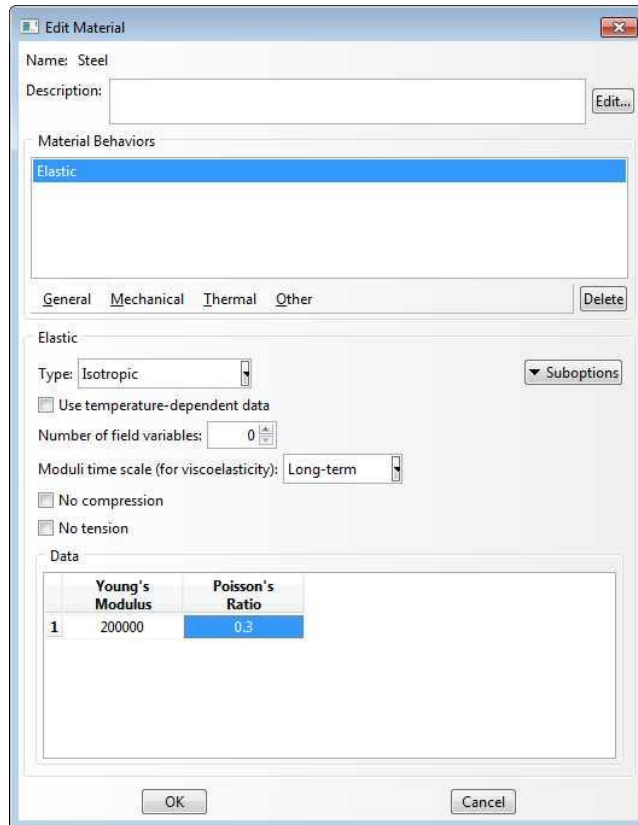 Edit Material
Name: Steel
Description:
Edit...
Material Behaviors
Elastic
General Mechanical Thermal Other
Delete
Elastic
Type: Isotropic
Suboptions
Use temperature-dependent data
Number of field variables: 0
Moduli time scale (for viscoelasticity): Long-term
No compression
No tension
Data
Young's Poisson's
Modulus Ratio
1 200000 0.3
OK Cancel